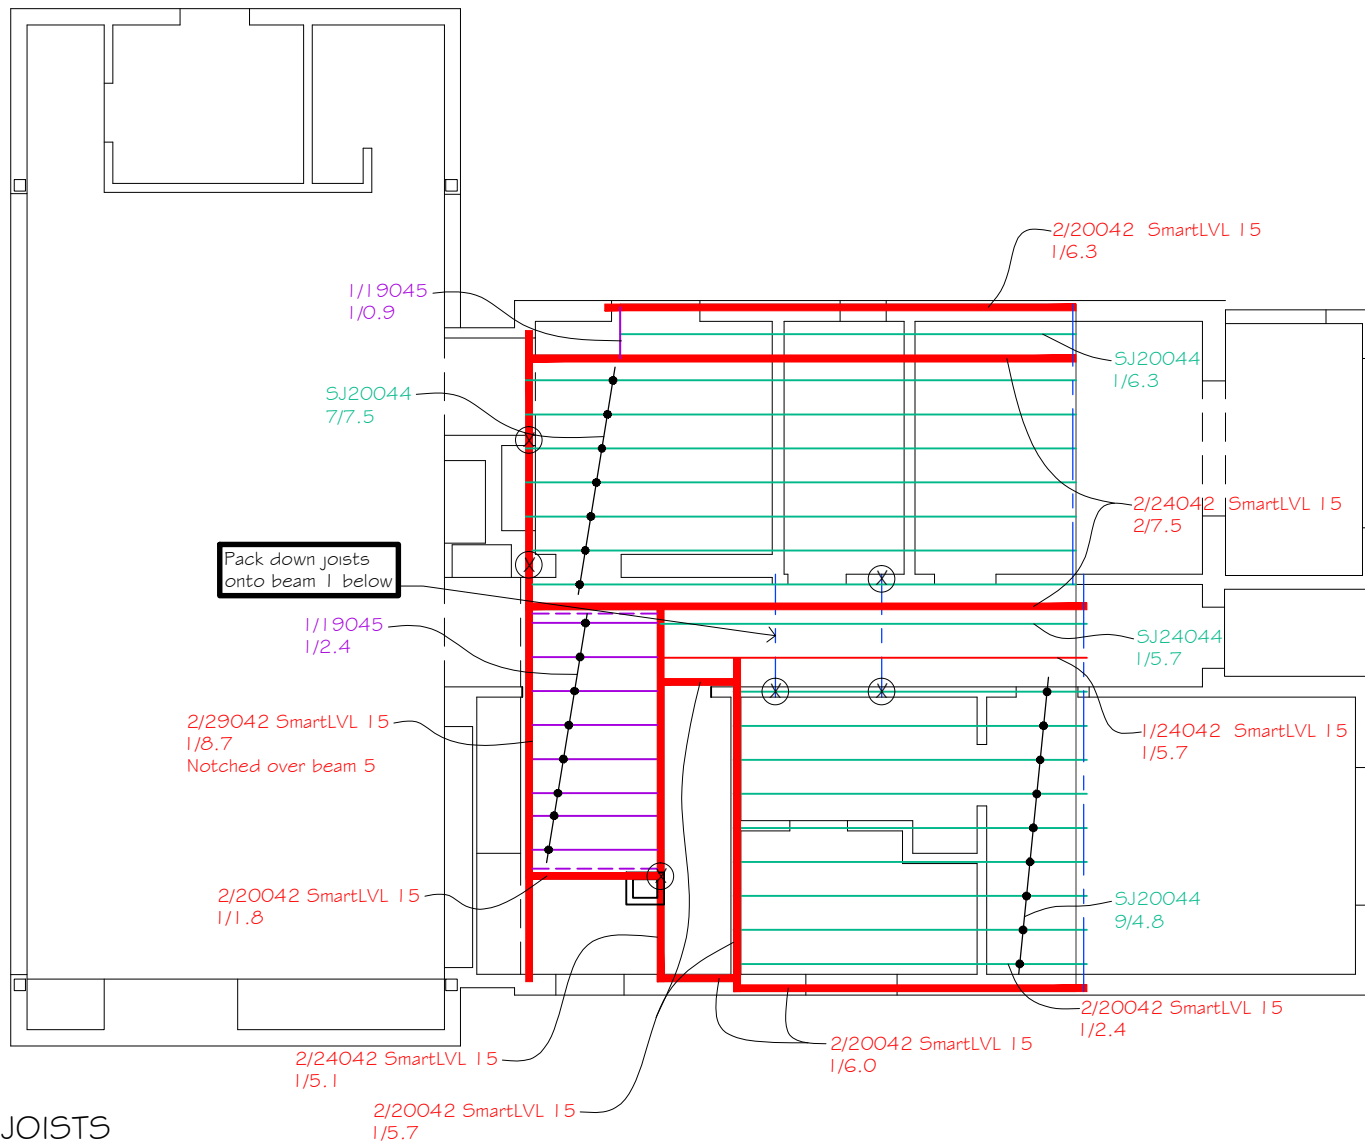 2/20042 SmartLVL 15
1/6.3
1/19045
1/0.9
SJ20044
1/6.3
SJ20044
7/7.5
2/24042 SmartLVL 15
2/7.5
Pack down joists
onto beam 1 below
1/19045
1/2.4
SJ24044
1/5.7
2/29042 SmartLVL 15
1/8.7
Notched over beam 5
1/24042 SmartLVL 15
1/5.7
2/20042 SmartLVL 15
1/1.8
SJ20044
9/4.8
2/20042 SmartLVL 15
1/2.4
2/20042 SmartLVL 15
1/6.0
2/24042 SmartLVL 15
1/5.1
2/20042 SmartLVL 15
1/5.7
JOISTS